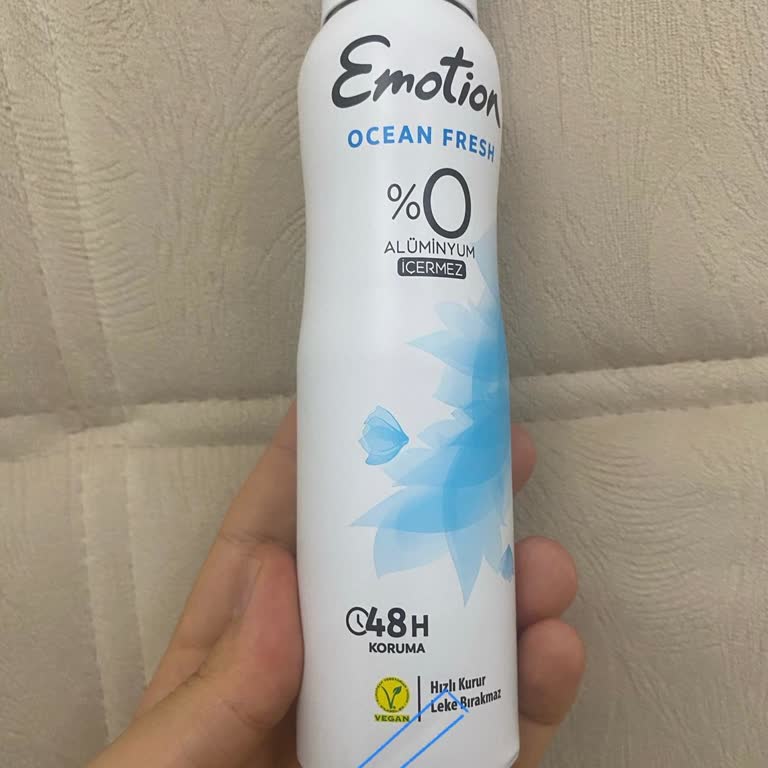 Emotion
OCEAN FRESH
%0
ALÜMİNYUM
İÇERMEZ
48H
KORUMA
VEGAN
Hızlı Kurur
Leke Bırakmaz